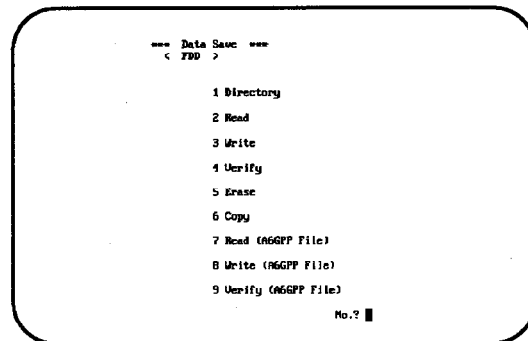 *** Data Save ***
< FDD >
1 Directory
2 Read
3 Write
4 Verify
5 Erase
6 Copy
7 Read (A6GPP File)
8 Write (A6GPP File)
9 Verify (A6GPP File)
No.?